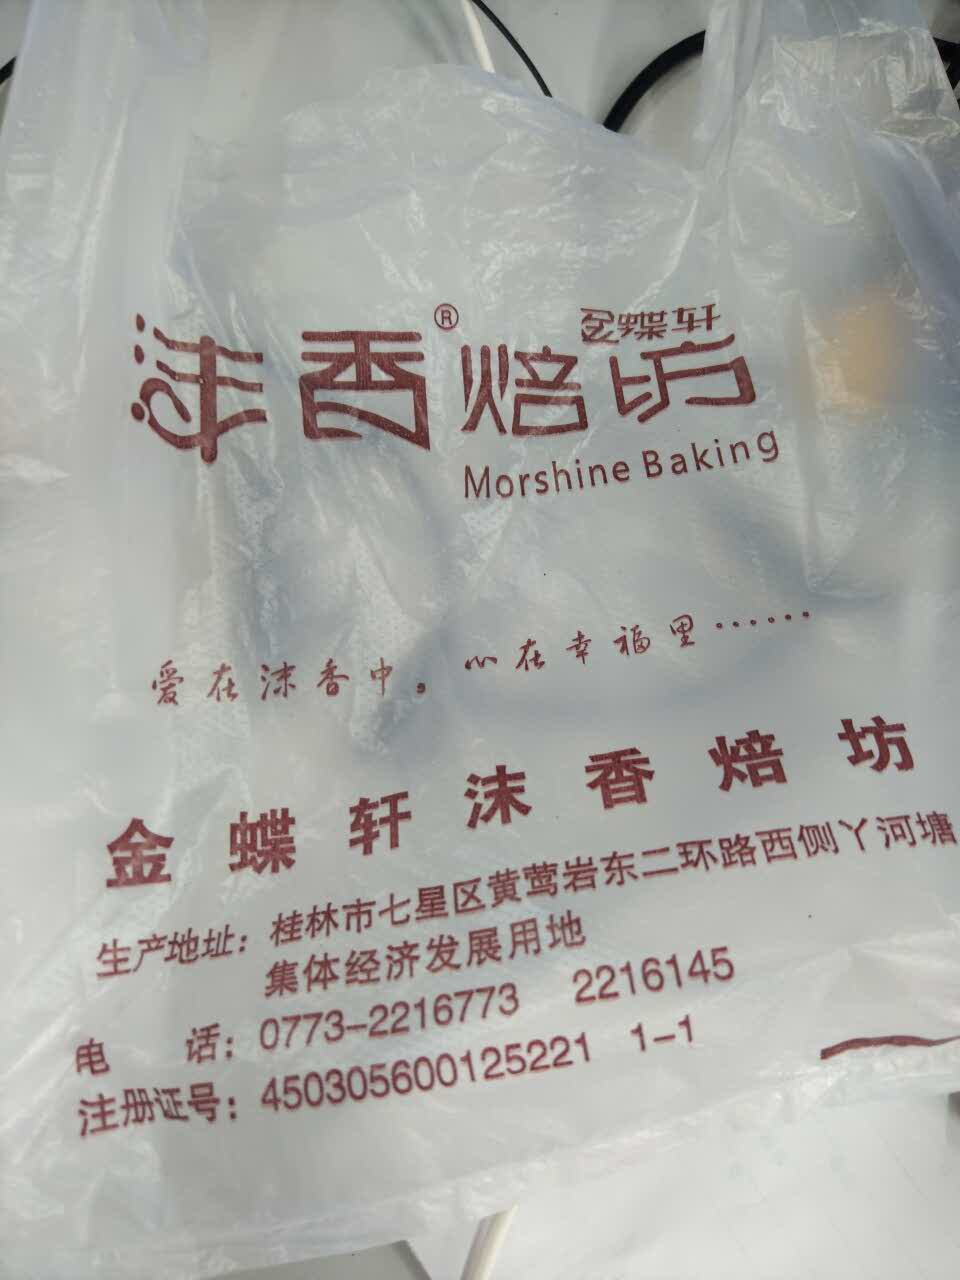 金蝶轩
沫香®焙坊
Morshine Baking
爱在沫香中。心在幸福里……
金蝶轩沫香焙坊
生产地址：桂林市七星区黄莺岩东二环路西侧丫河塘
集体经济发展用地
电 话：0773-2216773 2216145
注册证号：450305600125221 1-1